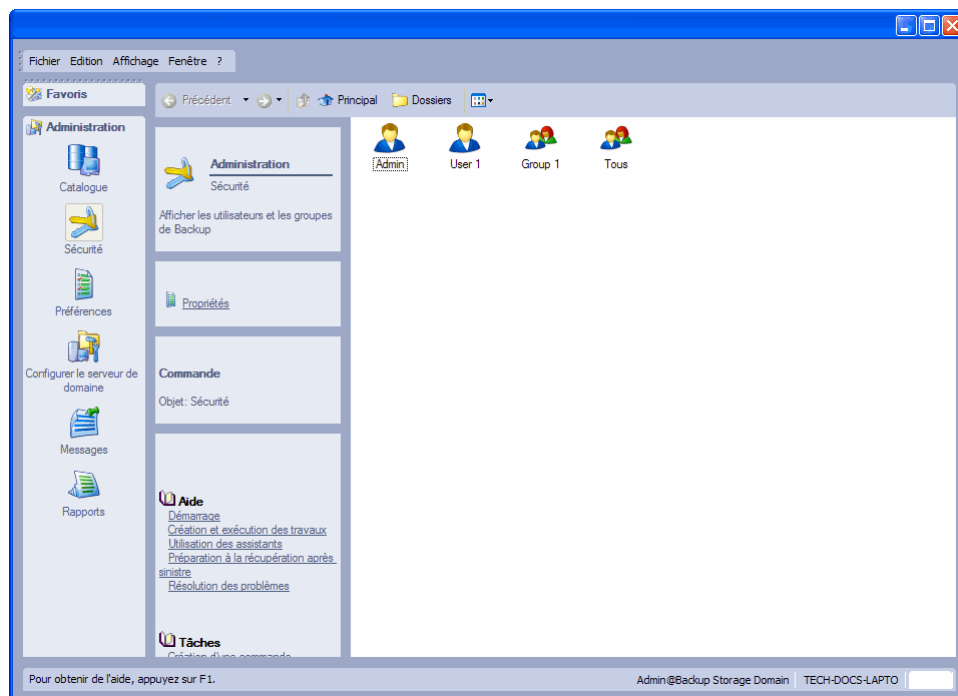 Fichier Edition Affichage Fenêtre ?
Favoris
Précédent
Principal
Dossiers
Administration
Catalogue
Sécurité
Préférences
Configurer le serveur de
domaine
Messages
Rapports
Administration
Sécurité
Afficher les utilisateurs et les groupes
de Backup
Propriétés
Commande
Objet: Sécurité
Aide
Démarrage
Création et exécution des travaux
Utilisation des assistants
Préparation à la récupération après
sinistre
Résolution des problèmes
Tâches
Création d'une commande
Admin
User 1
Group 1
Tous
Pour obtenir de l'aide, appuyez sur F1.
Admin@Backup Storage Domain
TECH-DOCS-LAPTO